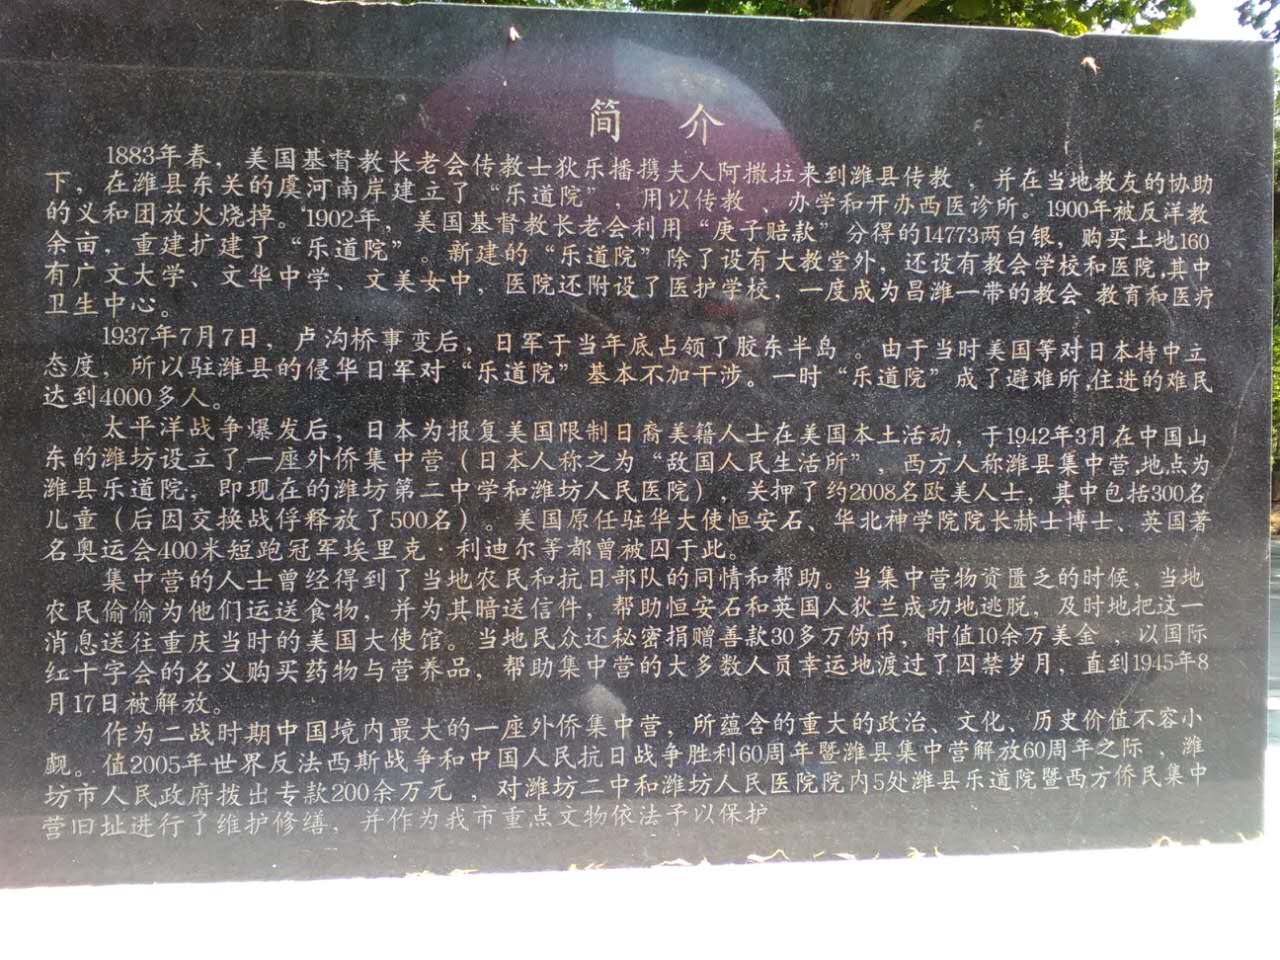 简 介
1883年春，美国基督教长老会传教士狄乐播携夫人阿撒拉来到潍县传教，并在当地教友的协助
下，在潍县东关的虞河南岸建立了“乐道院”，用以传教、办学和开办西医诊所。1900年被反洋教
的义和团放火烧掉。1902年，美国基督教长老会利用“庚子赔款”分得的14773两白银，购买土地160
余亩，重建扩建了“乐道院”。新建的“乐道院”除了设有大教堂外，还设有教会学校和医院，其中
有广文大学、文华中学、文美女中，医院还附设了医护学校，一度成为昌潍一带的教会、教育和医疗
卫生中心。
1937年7月7日，卢沟桥事变后，日军于当年底占领了胶东半岛。由于当时美国等对日本持中立
态度，所以驻潍县的侵华日军对“乐道院”基本不加干涉。一时“乐道院”成了避难所，住进的难民
达到4000多人。
太平洋战争爆发后，日本为报复美国限制日裔美籍人士在美国本土活动，于1942年3月在中国山
东的潍坊设立了一座外侨集中营（日本人称之为“敌国人民生活所”，西方人称潍县集中营，地点为
潍县乐道院，即现在的潍坊第二中学和潍坊人民医院），关押了约2008名欧美人士，其中包括300名
儿童（后因交换战俘释放了500名）。美国原任驻华大使恒安石、华北神学院院长赫士博士、英国著
名奥运会400米短跑冠军埃里克·利迪尔等都曾被囚于此。
集中营的人士曾经得到了当地农民和抗日部队的同情和帮助。当集中营物资匮乏的时候，当地
农民偷偷为他们运送食物，并为其暗送信件，帮助恒安石和英国人狄兰成功地逃脱，及时地把这一
消息送往重庆当时的美国大使馆。当地民众还秘密捐赠善款30多万伪币，时值10余万美金，以国际
红十字会的名义购买药物与营养品，帮助集中营的大多数人员幸运地渡过了囚禁岁月，直到1945年8
月17日被解放。
作为二战时期中国境内最大的一座外侨集中营，所蕴含的重大的政治、文化、历史价值不容小
觑。值2005年世界反法西斯战争和中国人民抗日战争胜利60周年暨潍县集中营解放60周年之际，潍
坊市人民政府拨出专款200余万元，对潍坊二中和潍坊人民医院院内5处潍县乐道院暨西方侨民集中
营旧址进行了维护修缮，并作为我市重点文物依法予以保护